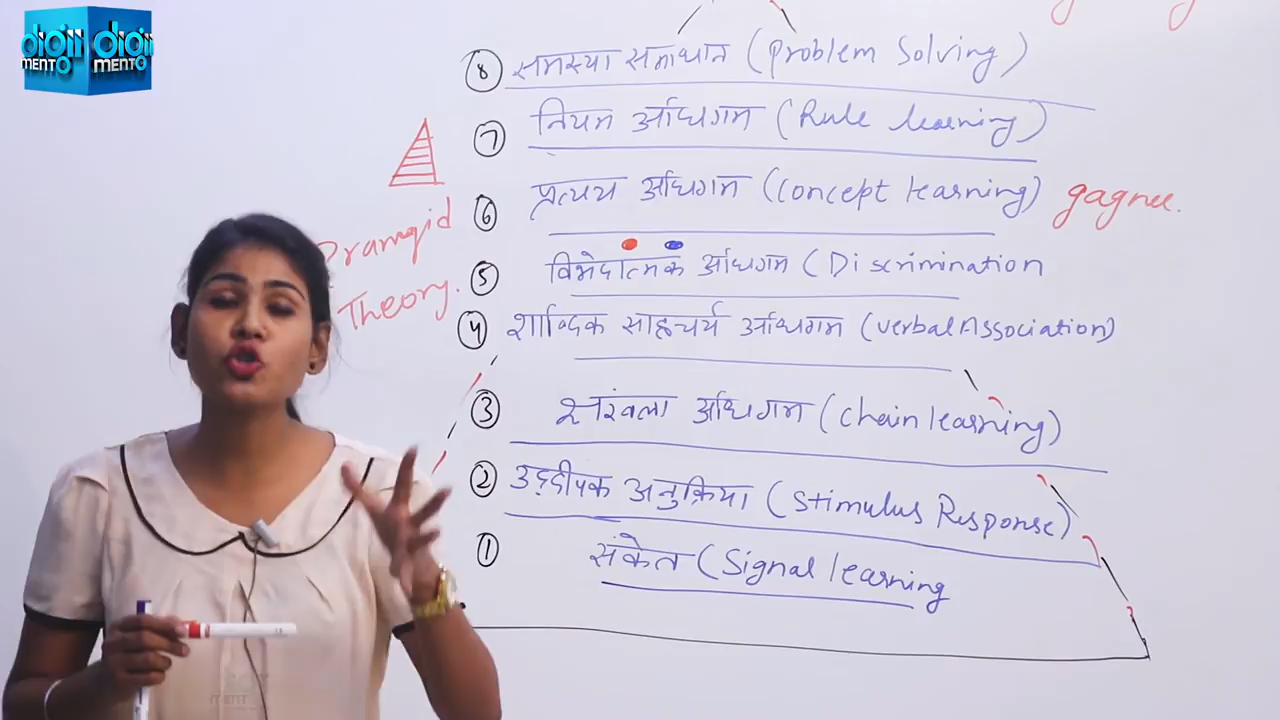 digii digii
MENTO MENTO
8 समस्या समाधान (Problem Solving)
7 नियम अधिगम (Rule learning)
6 प्रत्यय अधिगम (Concept learning) gagnee.
5 विभेदात्मक अधिगम (Discrimination
Pramgid Theory.
4 शाब्दिक साहचर्य अधिगम (verbal Association)
3 श्रृंखला अधिगम (Chain learning)
2 उद्दीपक अनुक्रिया (Stimulus Response)
1 संकेत (Signal learning